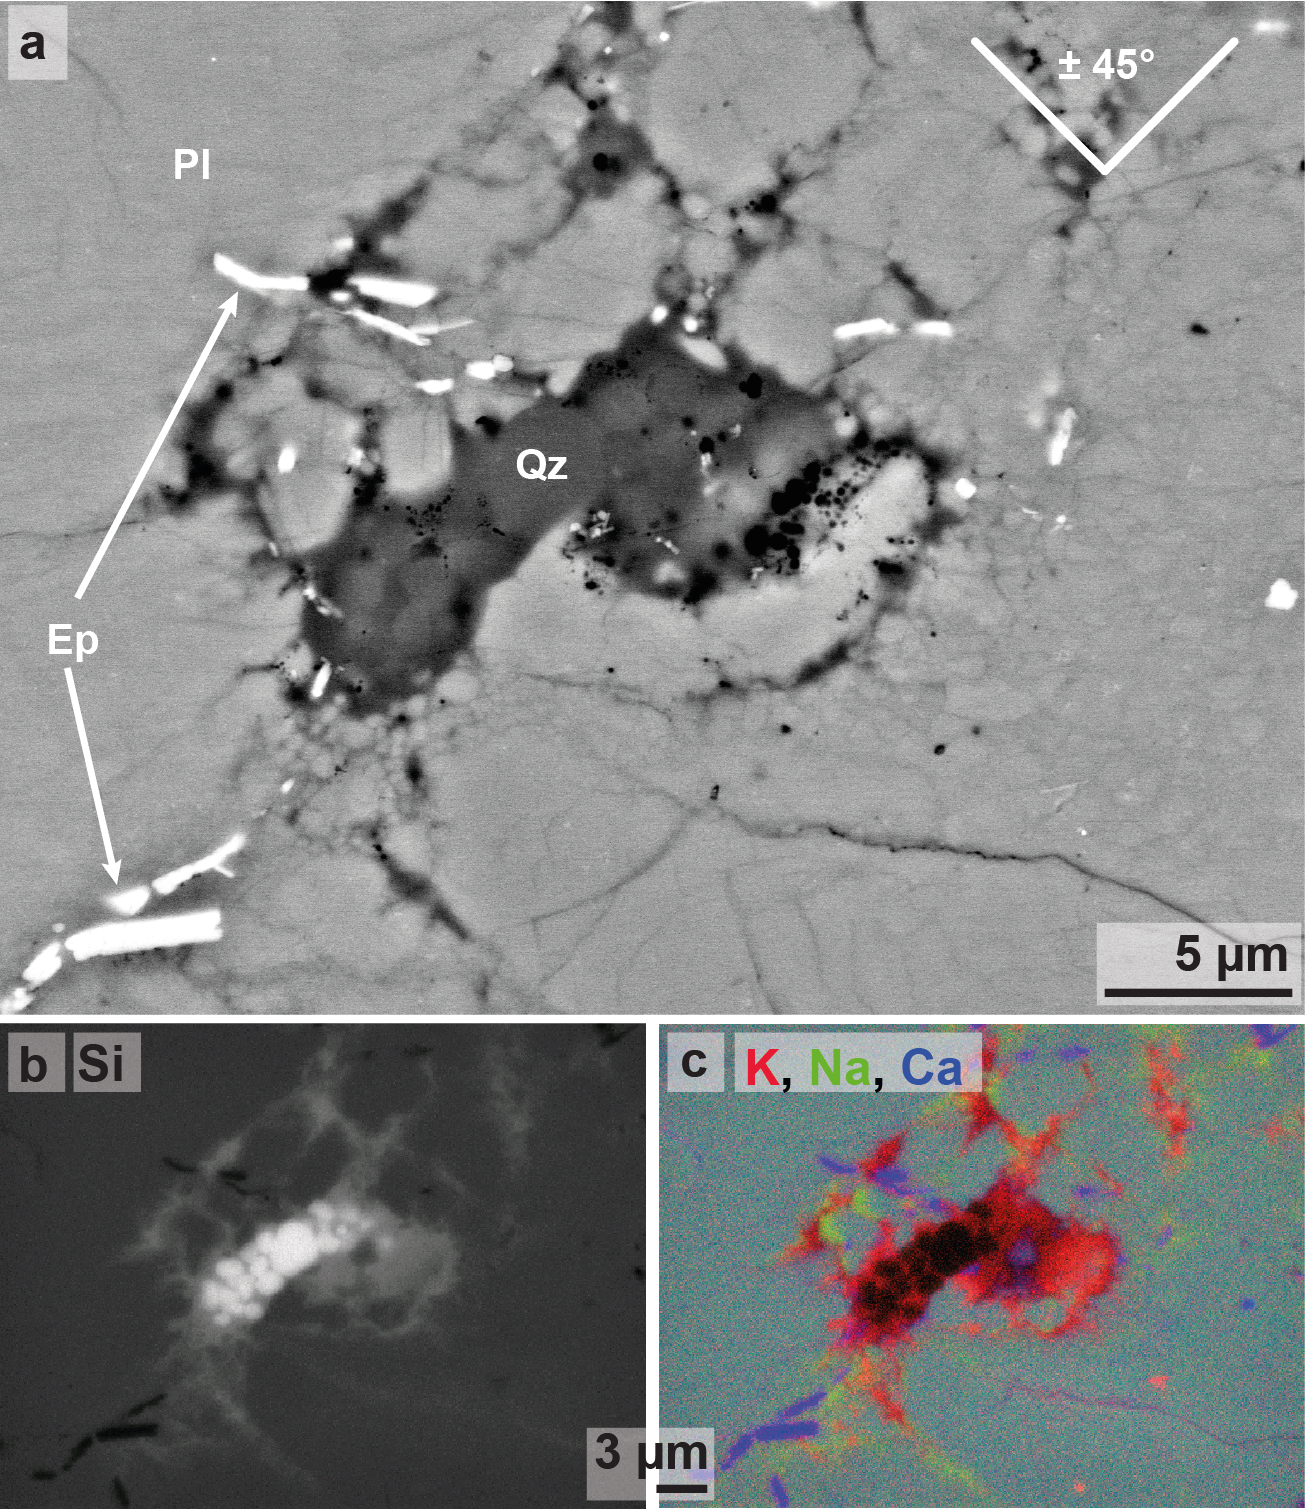 a
± 45°
Pl
Qz
Ep
5 µm
b Si
c K, Na, Ca
3 µm